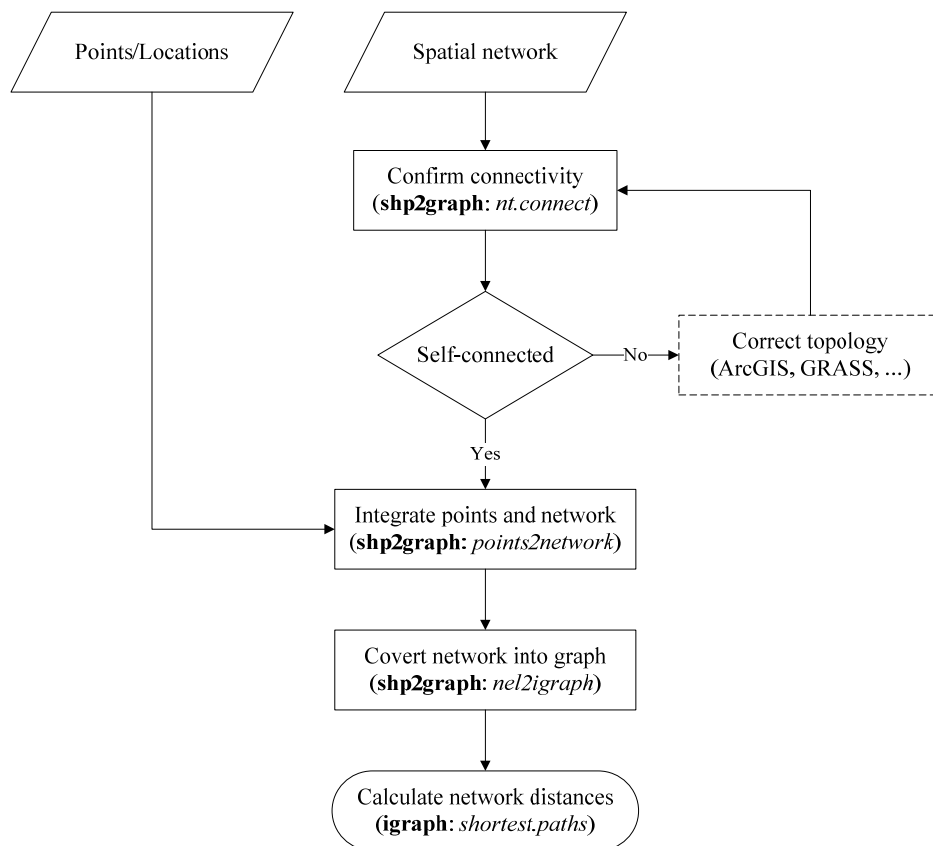 Points/Locations
Spatial network
Confirm connectivity
(shp2graph: nt.connect)
Self-connected
No
Correct topology
(ArcGIS, GRASS, ...)
Yes
Integrate points and network
(shp2graph: points2network)
Covert network into graph
(shp2graph: nel2igraph)
Calculate network distances
(igraph: shortest.paths)